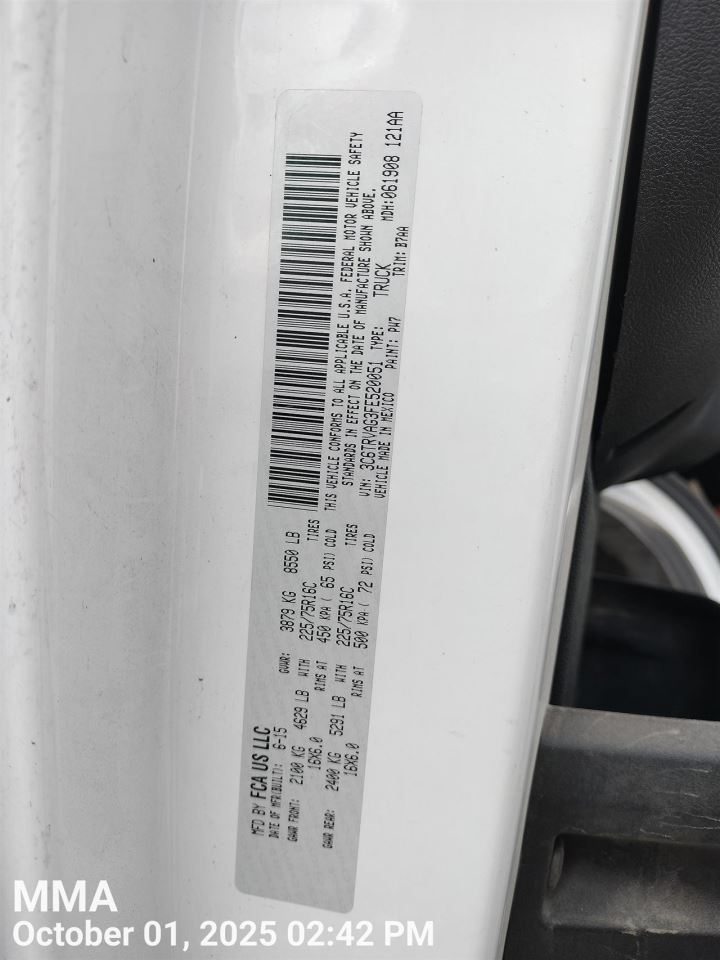 MFD BY FCA US LLC
DATE OF MFR(BUILT): 6-15 GVWR: 3879 KG 8550 LB
GAWR FRONT: 2100 KG 4629 LB WITH 225/75R16C TIRES
16X6.0 RIMS AT 450 KPA ( 65 PSI) COLD
GAWR REAR: 2400 KG 5291 LB WITH 225/75R16C TIRES
16X6.0 RIMS AT 500 KPA ( 72 PSI) COLD
THIS VEHICLE CONFORMS TO ALL APPLICABLE U.S.A. FEDERAL MOTOR VEHICLE SAFETY
STANDARDS IN EFFECT ON THE DATE OF MANUFACTURE SHOWN ABOVE.
VIN: 3C6TRVAG3FE520051 TYPE: TRUCK MDH:061908 121AA
VEHICLE MADE IN MEXICO PAINT: PW7 TRIM: B7AA
MMA
October 01, 2025 02:42 PM